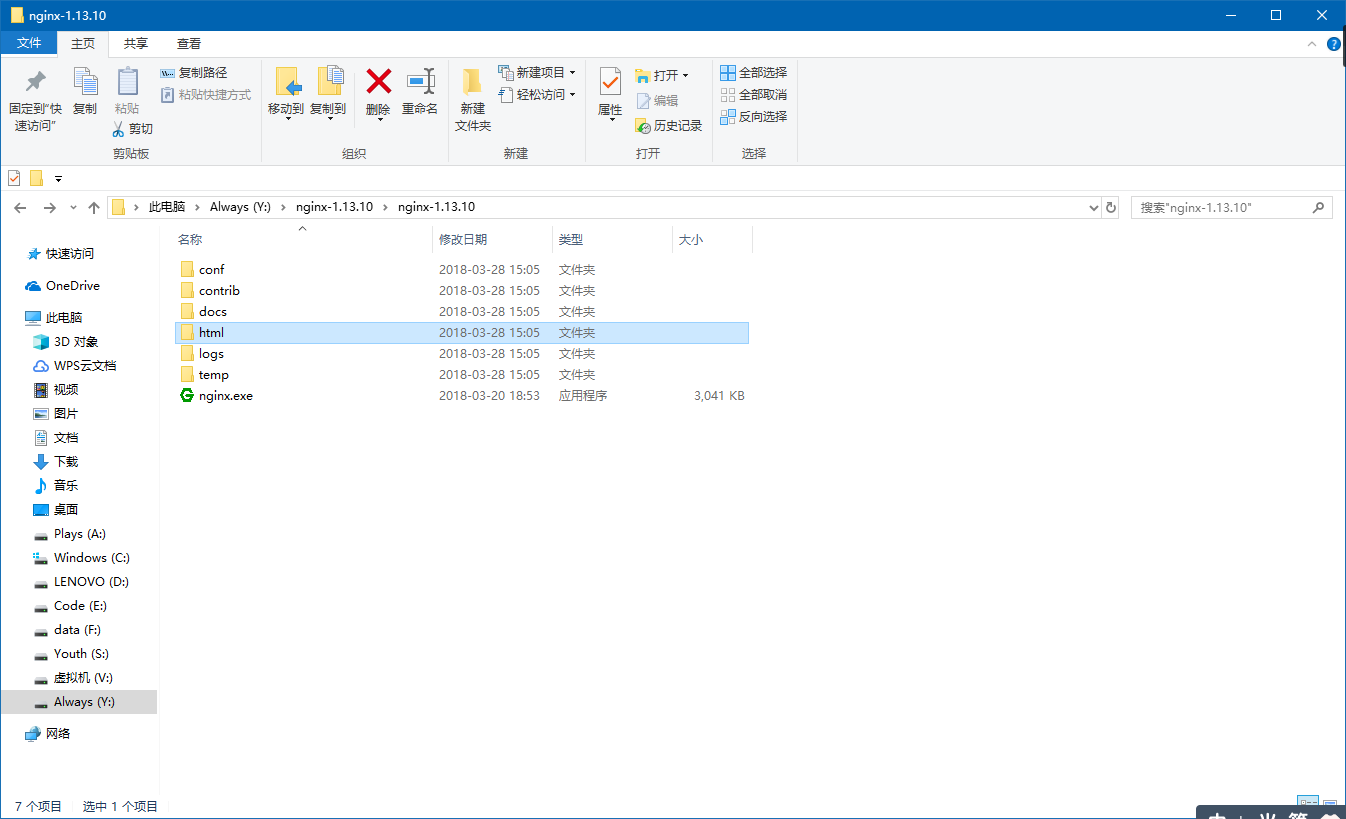 nginx-1.13.10
文件 主页 共享 查看
固定到"快速访问"
复制
粘贴
复制路径
粘贴快捷方式
剪切
剪贴板
移动到
复制到
删除
重命名
组织
新建
文件夹
新建项目
轻松访问
新建
属性
打开
编辑
历史记录
打开
全部选择
全部取消
反向选择
选择
此电脑 Always (Y:) nginx-1.13.10 nginx-1.13.10
搜索"nginx-1.13.10"
快速访问
OneDrive
此电脑
3D 对象
WPS云文档
视频
图片
文档
下载
音乐
桌面
Plays (A:)
Windows (C:)
LENOVO (D:)
Code (E:)
data (F:)
Youth (S:)
虚拟机 (V:)
Always (Y:)
网络
名称 修改日期 类型 大小
conf 2018-03-28 15:05 文件夹
contrib 2018-03-28 15:05 文件夹
docs 2018-03-28 15:05 文件夹
html 2018-03-28 15:05 文件夹
logs 2018-03-28 15:05 文件夹
temp 2018-03-28 15:05 文件夹
nginx.exe 2018-03-20 18:53 应用程序 3,041 KB
7 个项目 选中 1 个项目